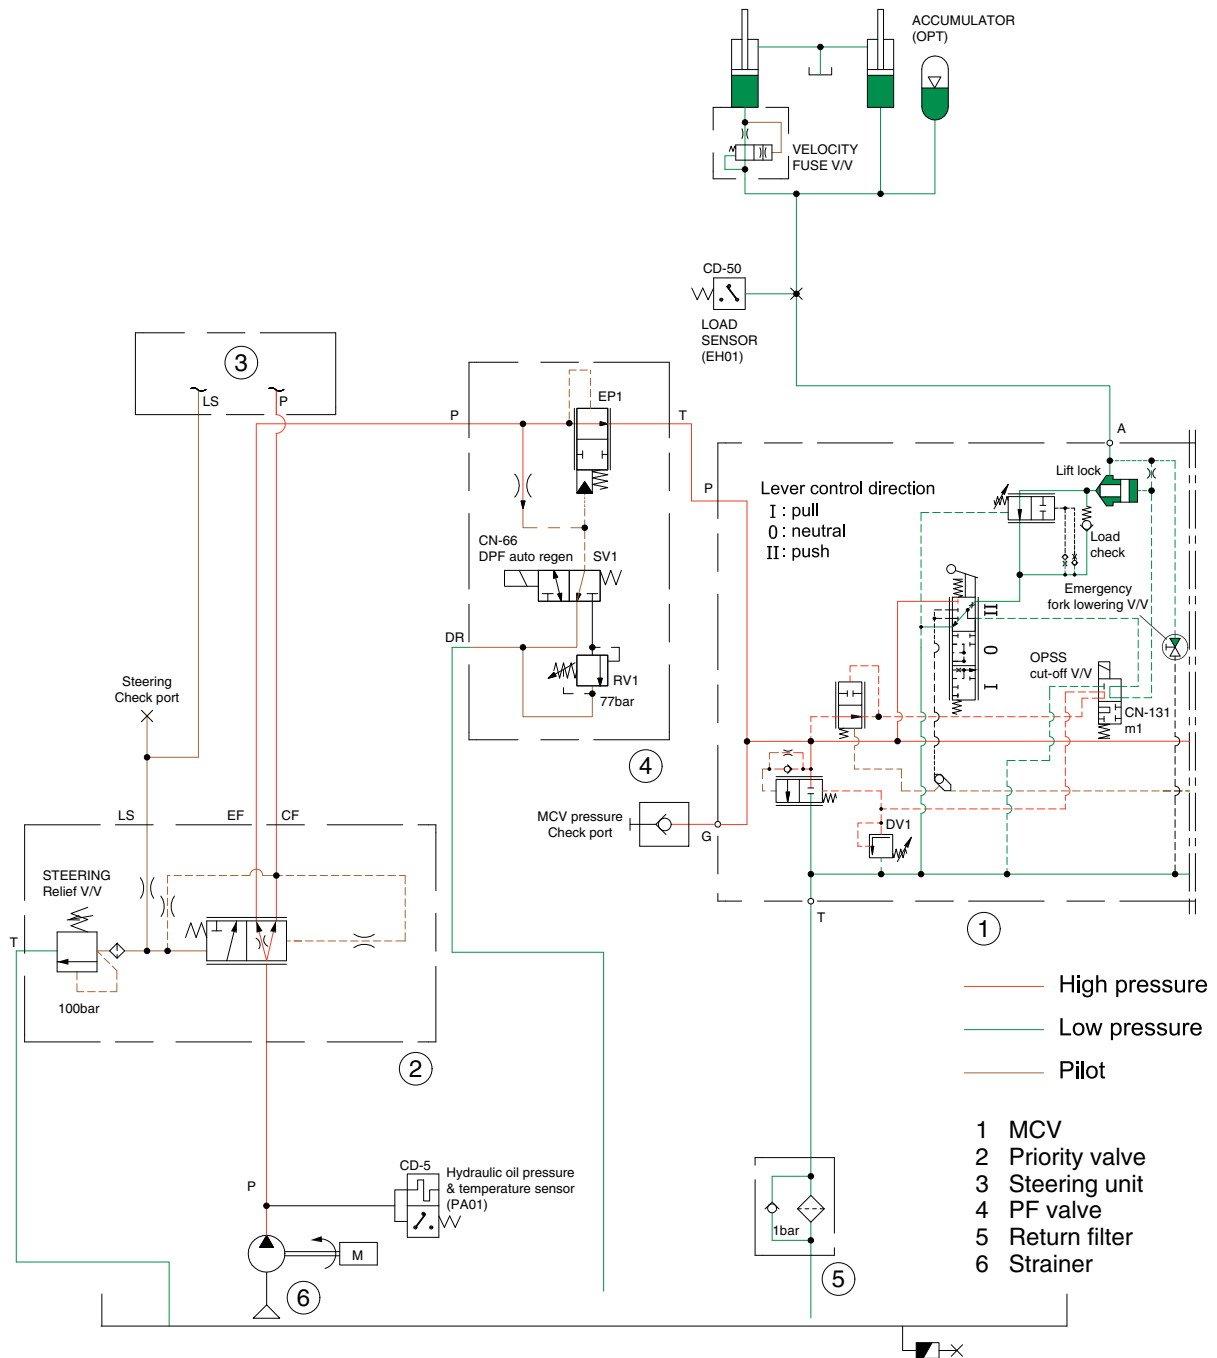 ACCUMULATOR
(OPT)
VELOCITY
FUSE V/V
CD-50
LOAD
SENSOR
(EH01)
3
LS
P
EP1
P
T
A
P
Lift lock
Lever control direction
I : pull
0 : neutral
II : push
Load
check
CN-66
DPF auto regen
SV1
Emergency
fork lowering V/V
II
0
I
DR
OPSS
cut-off V/V
RV1
77bar
CN-131
m1
Steering
Check port
4
MCV pressure
Check port
G
DV1
LS
EF
CF
STEERING
Relief V/V
T
T
1
100bar
2
High pressure
Low pressure
Pilot
P
CD-5
Hydraulic oil pressure
& temperature sensor
(PA01)
M
6
1bar
5
1 MCV
2 Priority valve
3 Steering unit
4 PF valve
5 Return filter
6 Strainer